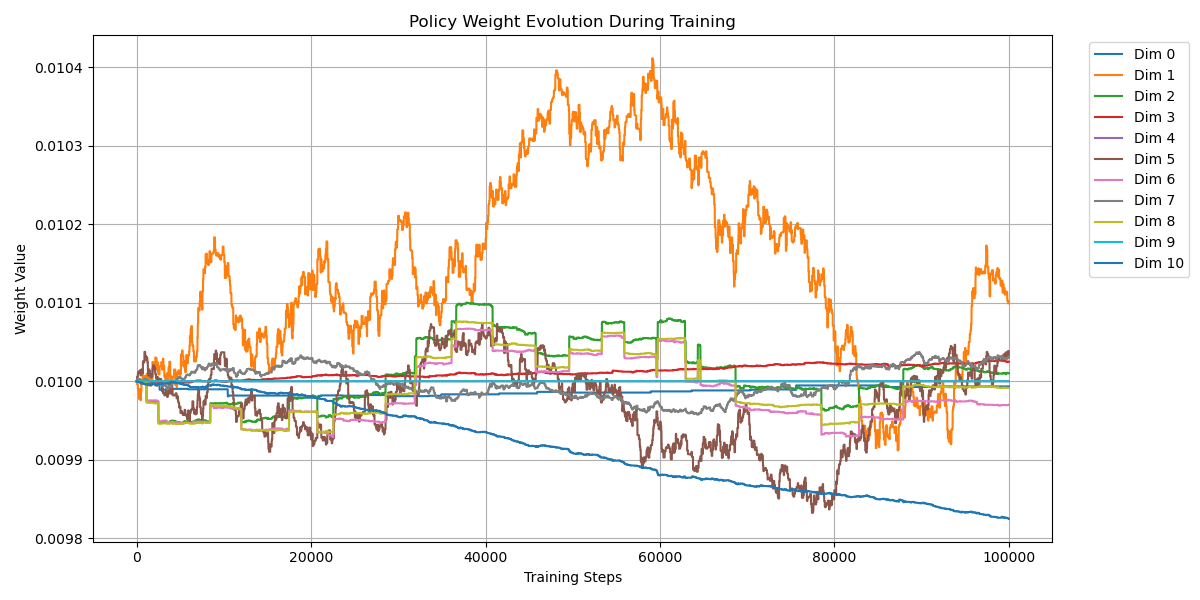 Policy Weight Evolution During Training
0.0104
0.0103
0.0102
0.0101
0.0100
0.0099
0.0098
Weight Value
0
20000
40000
60000
80000
100000
Training Steps
Dim 0
Dim 1
Dim 2
Dim 3
Dim 4
Dim 5
Dim 6
Dim 7
Dim 8
Dim 9
Dim 10